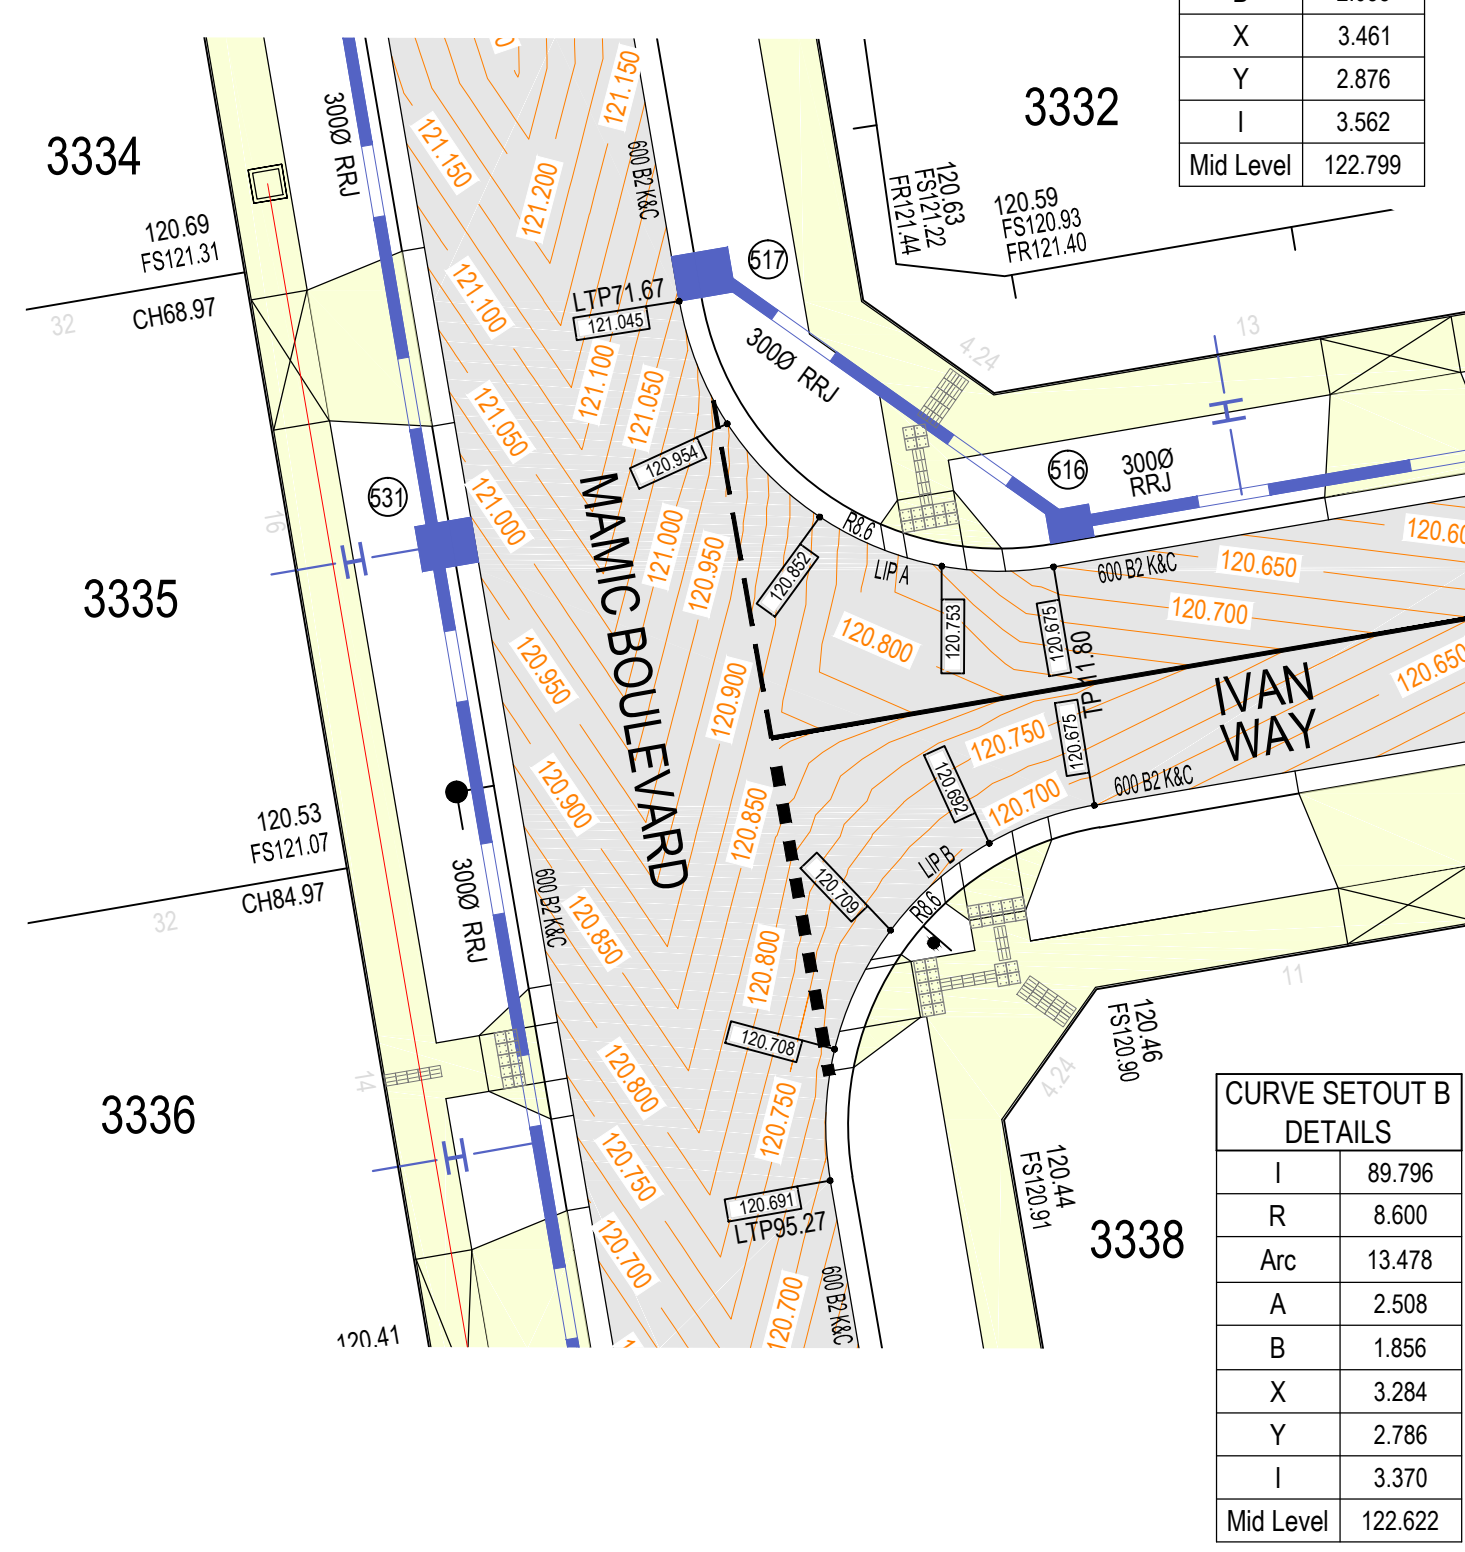 X 3.461
Y 2.876
I 3.562
Mid Level 122.799
3332
3334
300Ø RRJ
121.150
121.150
121.200
600 B2 K&C
120.63
FS121.22
FR121.44
120.59
FS120.93
FR121.40
120.69
FS121.31
CH68.97
32
121.100
LTP71.67
121.045
517
300Ø RRJ
4.24
13
121.100
121.050
121.050
120.954
531
121.000
516
300Ø
RRJ
16
MAMIC BOULEVARD
121.000
120.950
R8.6
LIP A
120.852
120.753
120.675
TP11.80
600 B2 K&C
120.650
120.60
120.700
3335
120.800
120.950
120.900
IVAN
WAY
120.650
120.675
120.750
120.692
120.700
600 B2 K&C
120.900
120.850
120.53
FS121.07
CH84.97
32
300Ø RRJ
600 B2 K&C
120.850
LIP B
R8.6
120.709
120.800
11
120.46
FS120.90
4.24
120.708
120.800
14
3336
120.750
120.750
120.691
LTP95.27
120.44
FS120.91
3338
120.700
120.700
600 B2 K&C
120.41
CURVE SETOUT B
DETAILS
I 89.796
R 8.600
Arc 13.478
A 2.508
B 1.856
X 3.284
Y 2.786
I 3.370
Mid Level 122.622